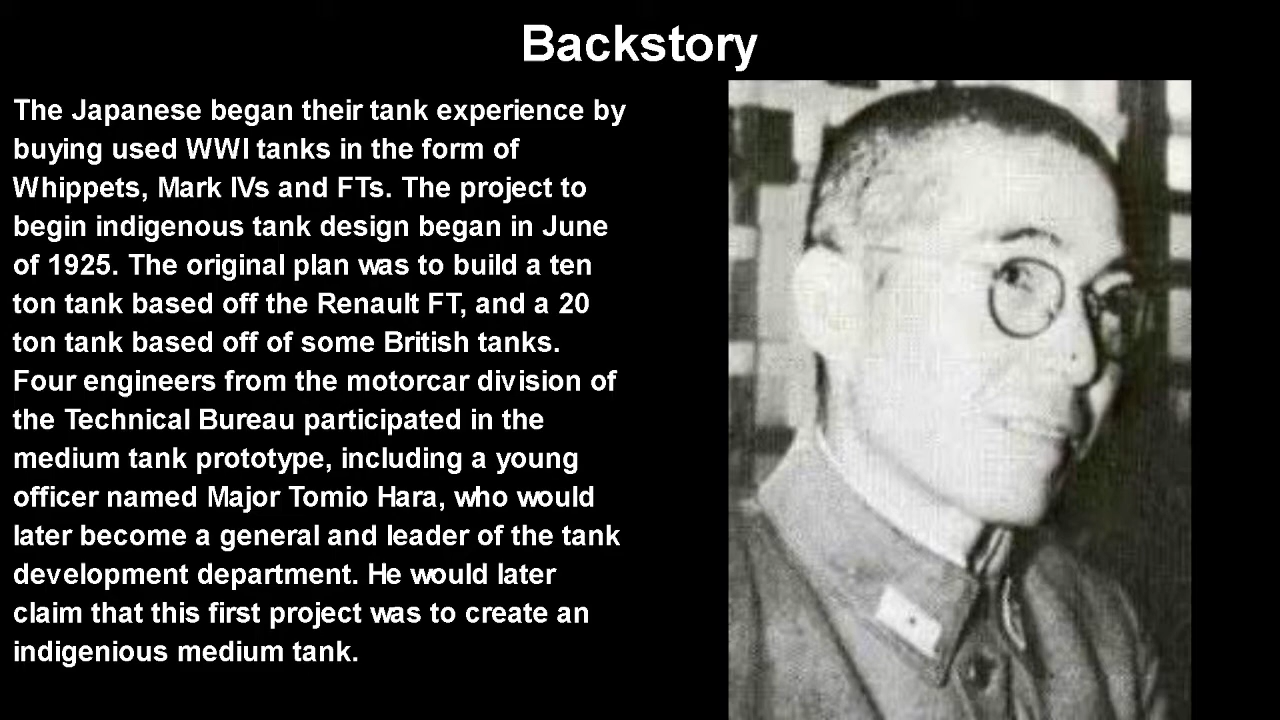 Backstory
The Japanese began their tank experience by
buying used WWI tanks in the form of
Whippets, Mark IVs and FTs. The project to
begin indigenous tank design began in June
of 1925. The original plan was to build a ten
ton tank based off the Renault FT, and a 20
ton tank based off of some British tanks.
Four engineers from the motorcar division of
the Technical Bureau participated in the
medium tank prototype, including a young
officer named Major Tomio Hara, who would
later become a general and leader of the tank
development department. He would later
claim that this first project was to create an
indigenious medium tank.